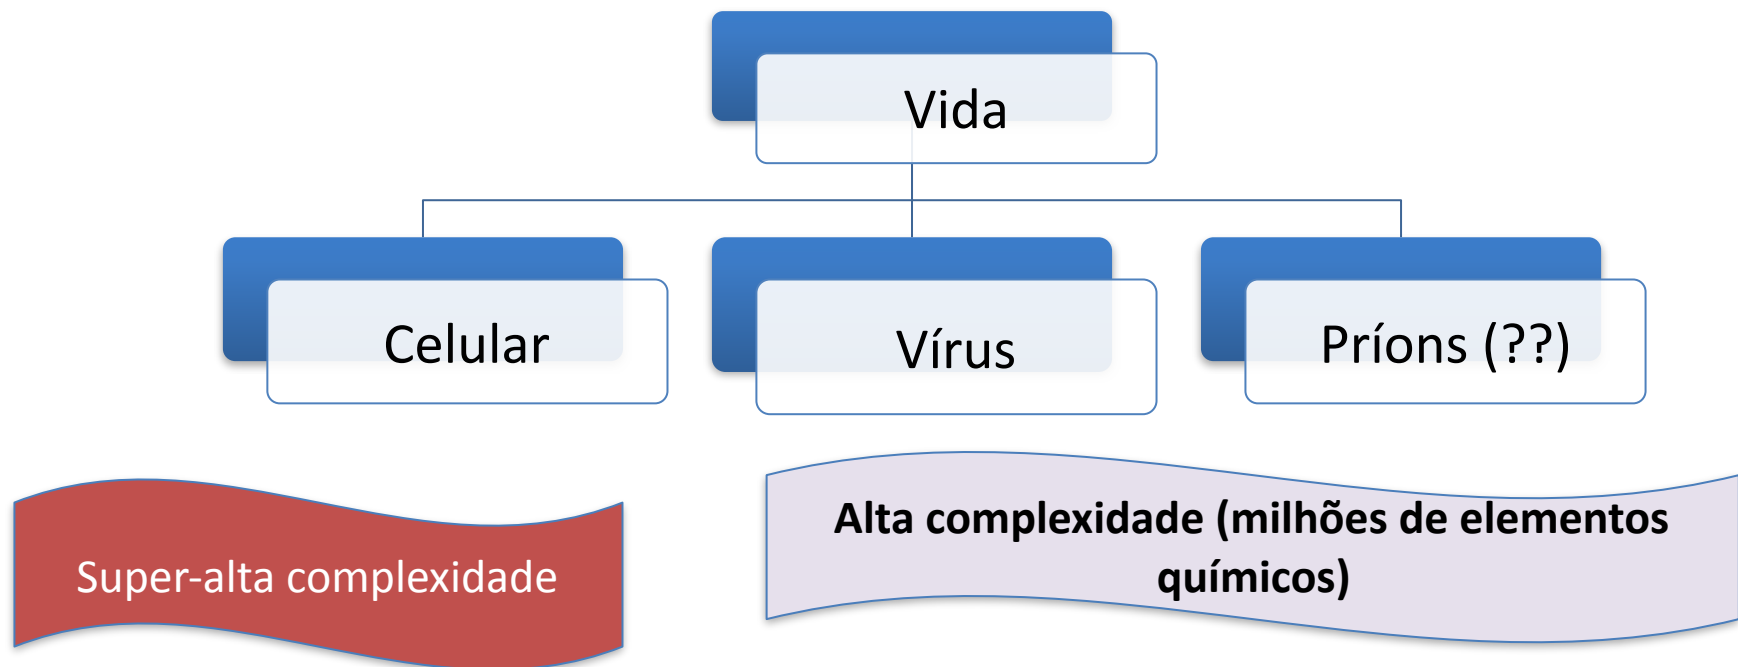 Vida
Celular
Vírus
Príons (??)
Super-alta complexidade
Alta complexidade (milhões de elementos
químicos)